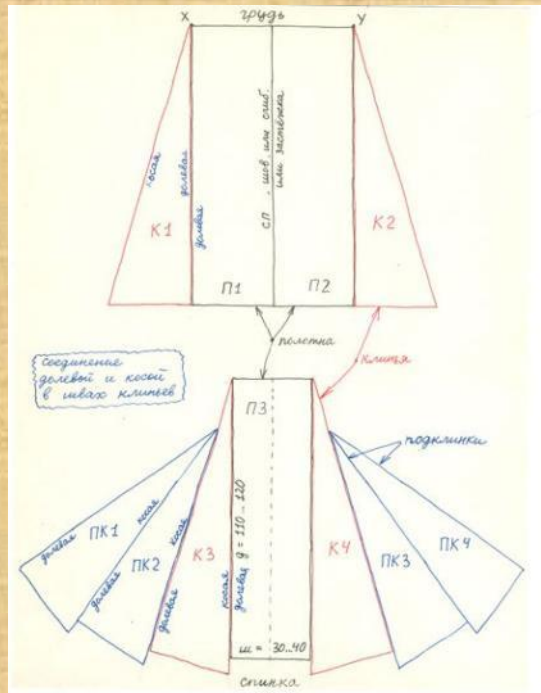 X грудь У
косая
долевая
долевая
СП, шов, или сгиб.
или застёжка
К1
К2
П1
П2
полотна
клинья
соединение
долевой и косой
в швах клиньев
П3
подклинки
долевая
ПК1
косая
долевая
ПК2
косая
долевая
К3
косая
долевая д = 110 .. 120
К4
ПК3
ПК4
ш = 30..40
спинка